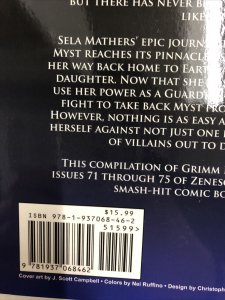 BUT THERE HAS NEVER BE
LIKE
SELA MATHERS' EPIC JOURN
MYST REACHES ITS PINNACLE
HER WAY BACK HOME TO EART
DAUGHTER. NOW THAT SHE
USE HER POWER AS A GUARD
FIGHT TO TAKE BACK MYST FRO
HOWEVER, NOTHING IS AS EASY A
HERSELF AGAINST NOT JUST ONE
OF VILLAINS OUT TO D
THIS COMPILATION OF GRIMM
ISSUES 71 THROUGH 75 OF ZENES
SMASH-HIT COMIC BO
$15.99
ISBN 978-1-937068-46-2
51599>
9 781937 068462
Cover art by J. Scott Campbell • Colors by Nei Ruffino • Design by Christoph